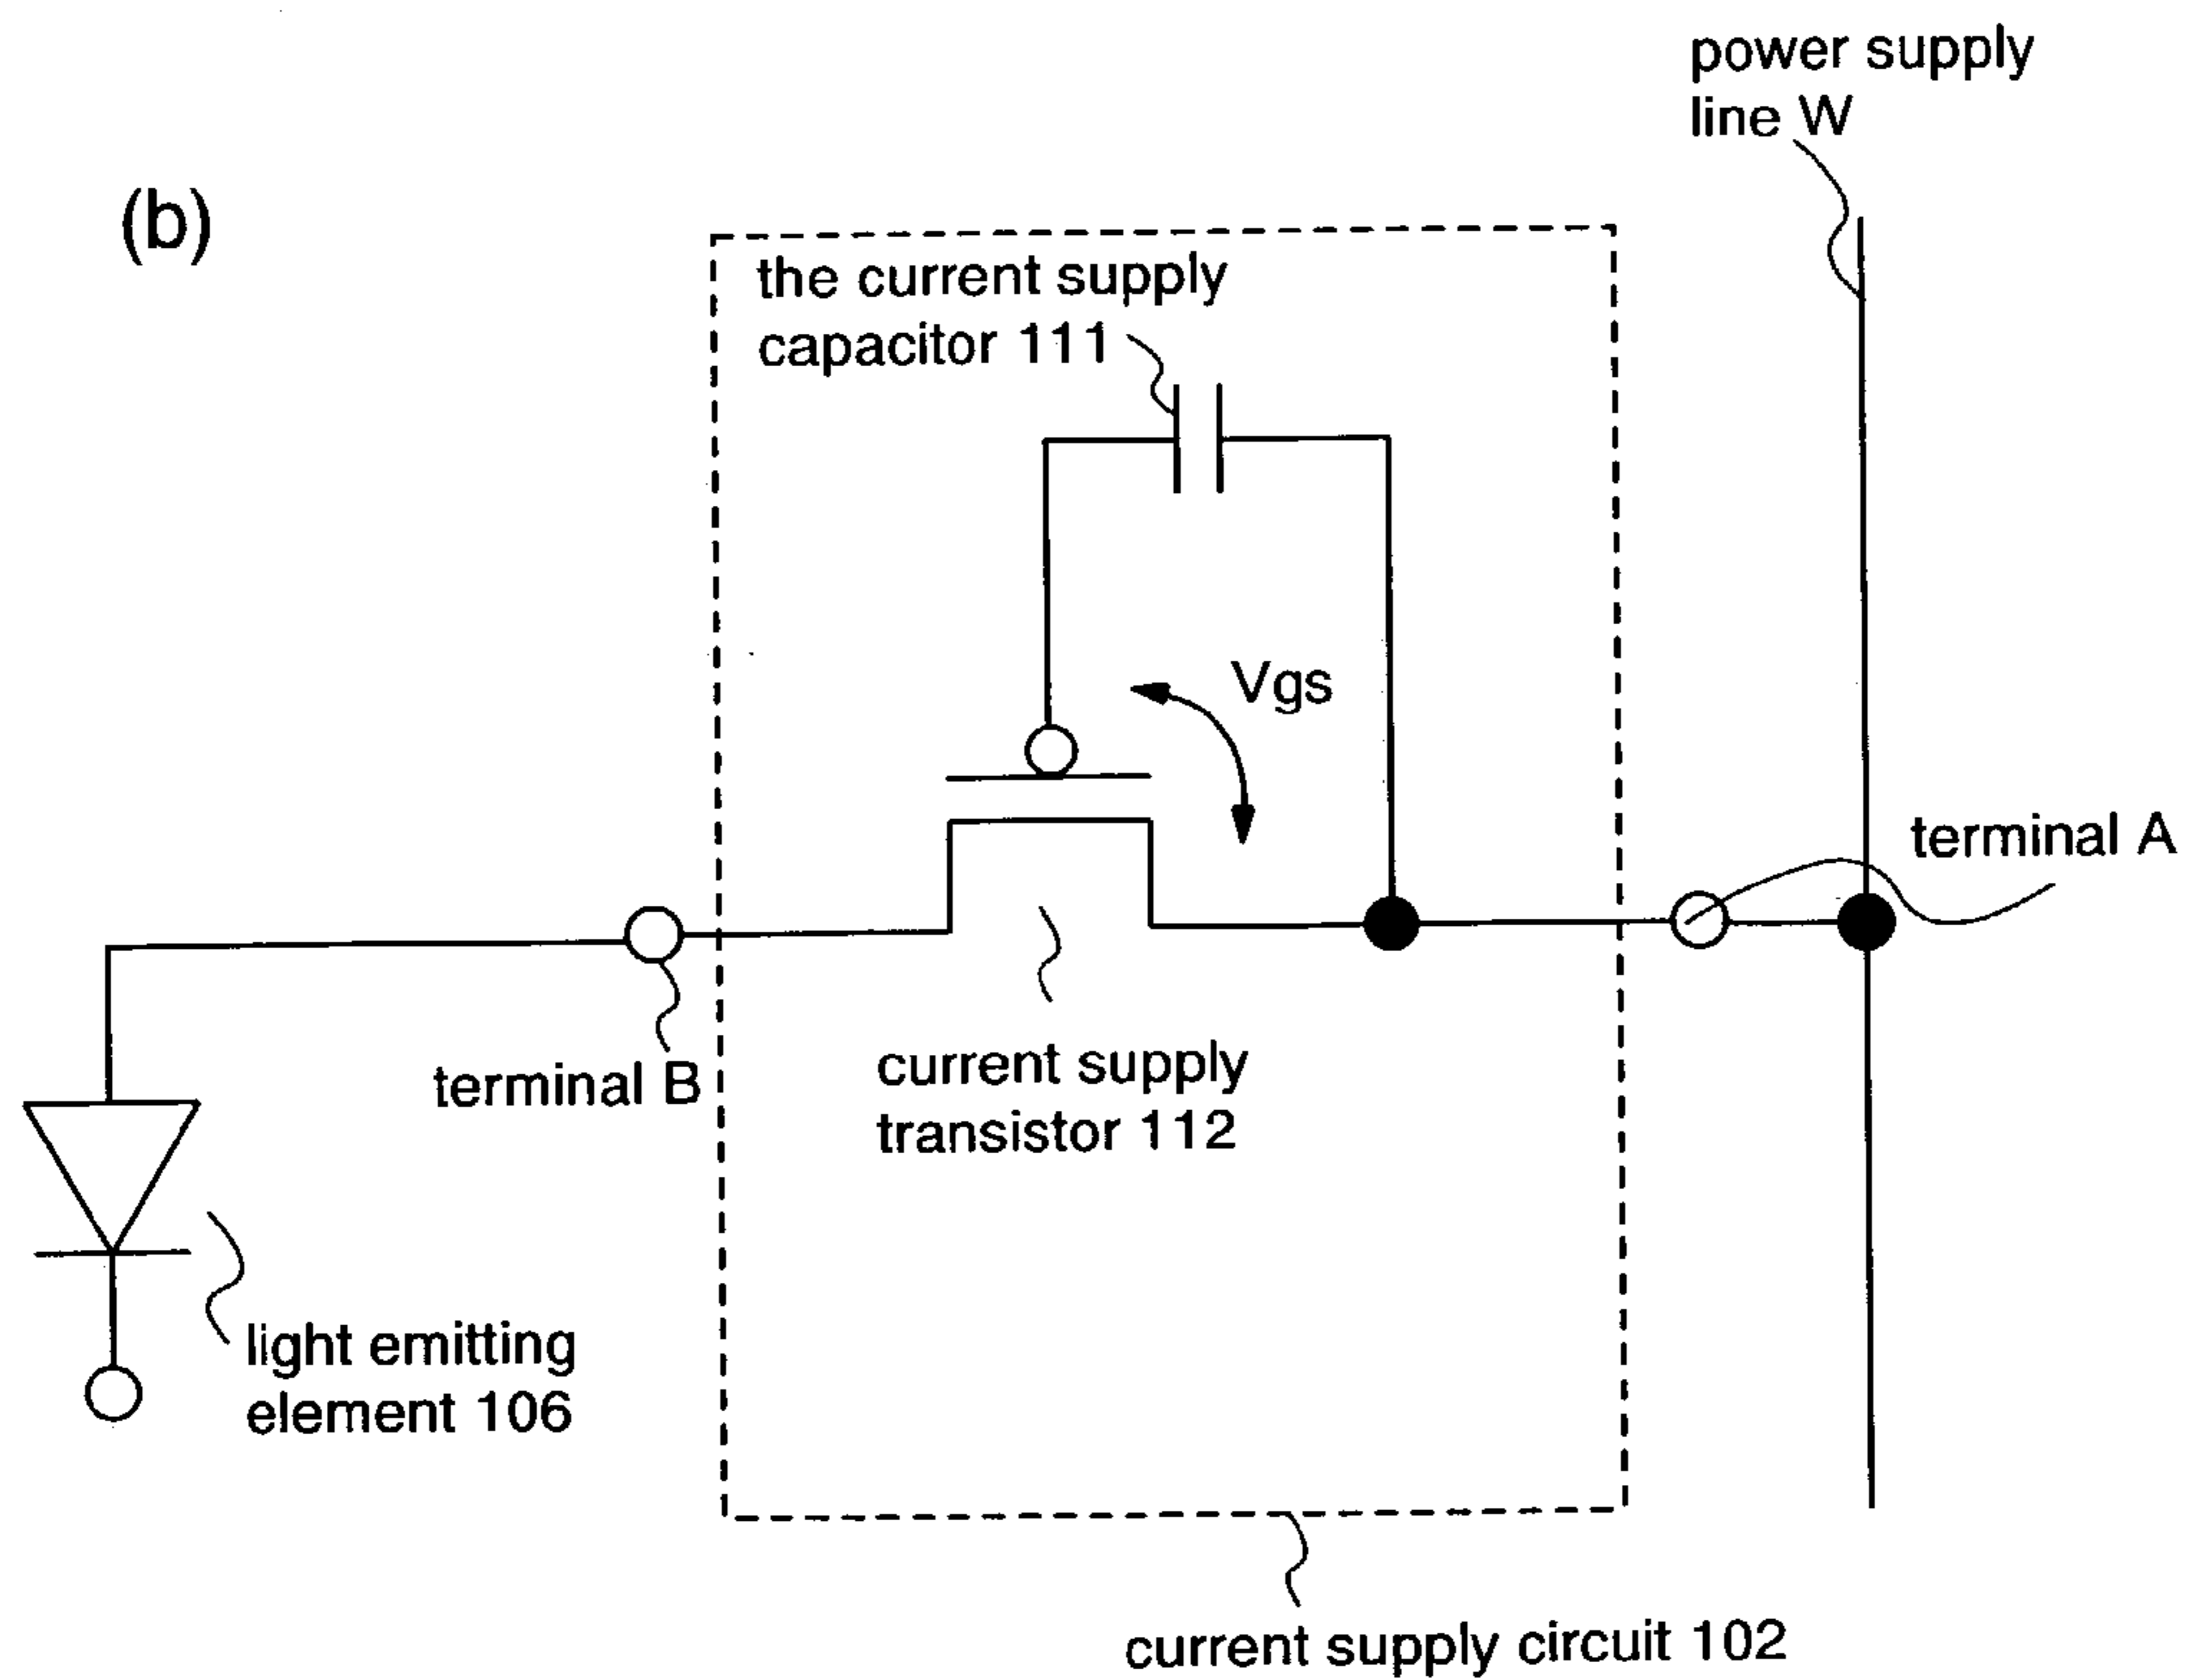 power supply
line W
(b)
the current supply
capacitor 111
Vgs
terminal A
terminal B
current supply
transistor 112
light emitting
element 106
current supply circuit 102